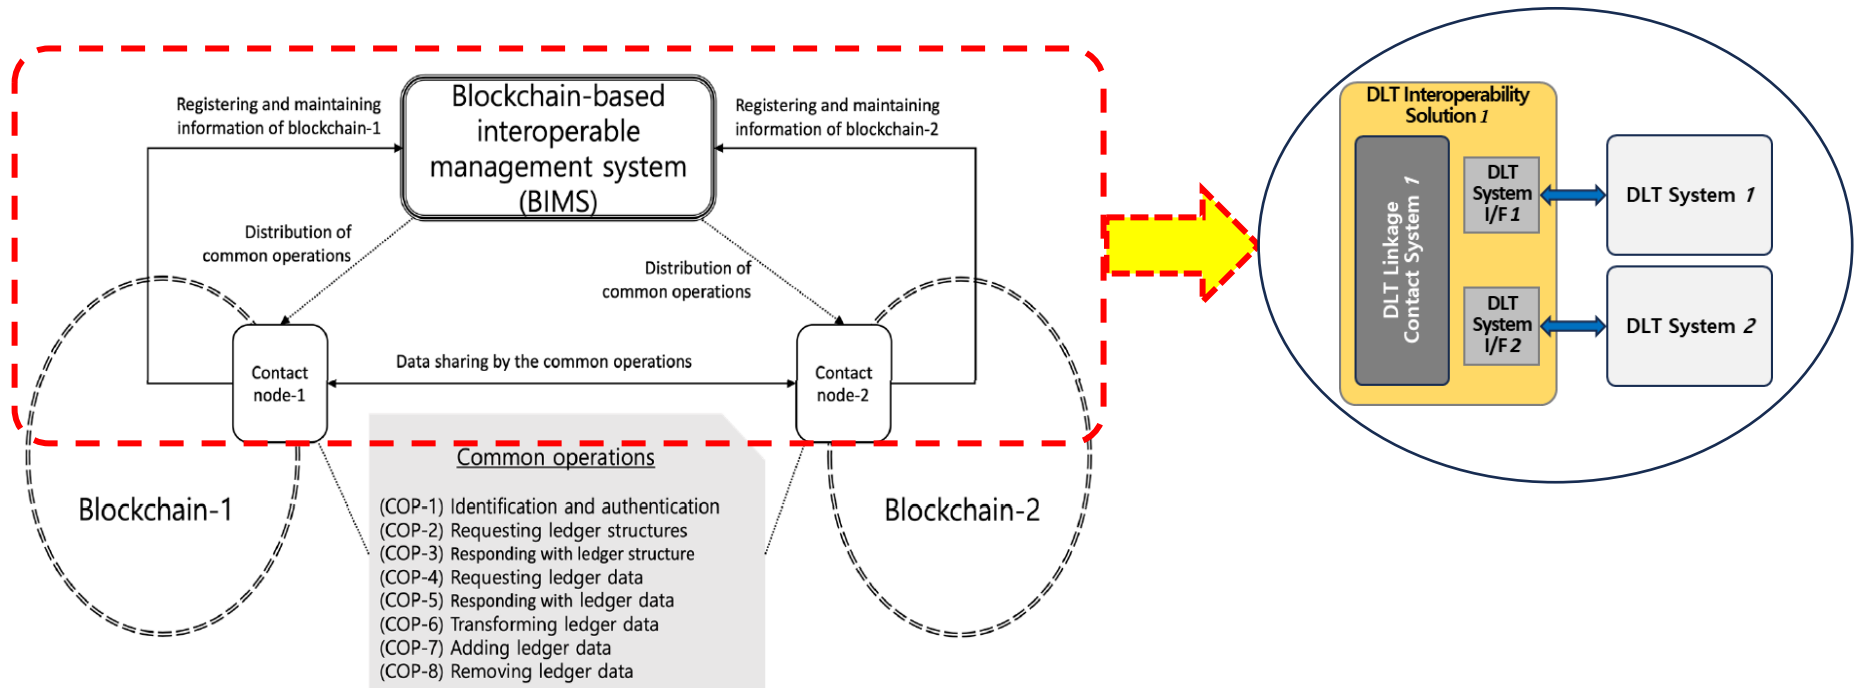 Blockchain-based
interoperable
management system
(BIMS)
Registering and maintaining
information of blockchain-1
Registering and maintaining
information of blockchain-2
Distribution of
common operations
Distribution of
common operations
Contact
node-1
Data sharing by the common operations
Contact
node-2
Blockchain-1
Blockchain-2
Common operations
(COP-1) Identification and authentication
(COP-2) Requesting ledger structures
(COP-3) Responding with ledger structure
(COP-4) Requesting ledger data
(COP-5) Responding with ledger data
(COP-6) Transforming ledger data
(COP-7) Adding ledger data
(COP-8) Removing ledger data
DLT Interoperability
Solution 1
DLT Linkage
Contact System 1
DLT
System
I/F 1
DLT System 1
DLT
System
I/F 2
DLT System 2